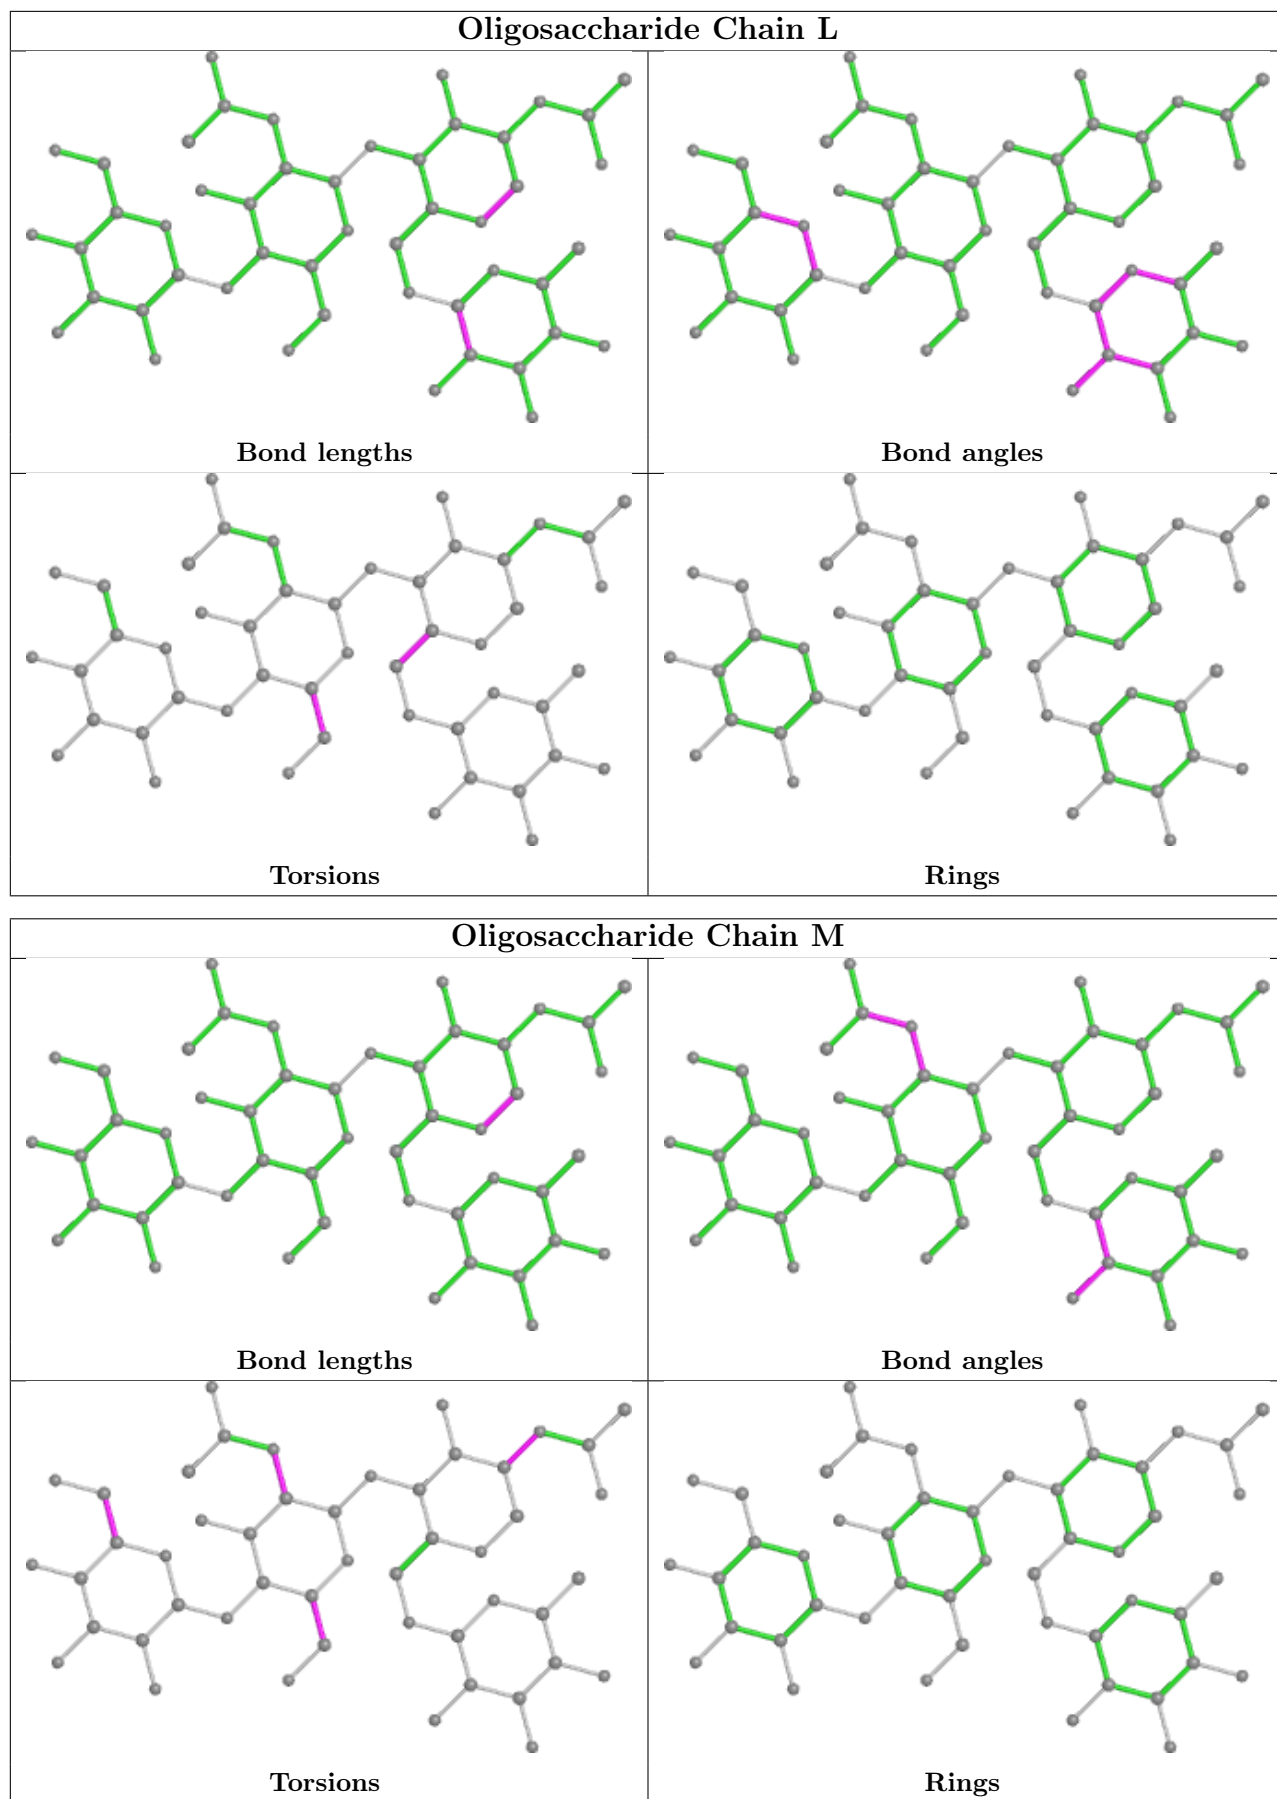 Oligosaccharide Chain L
Bond lengths
Bond angles
Torsions
Rings
Oligosaccharide Chain M
Bond lengths
Bond angles
Torsions
Rings